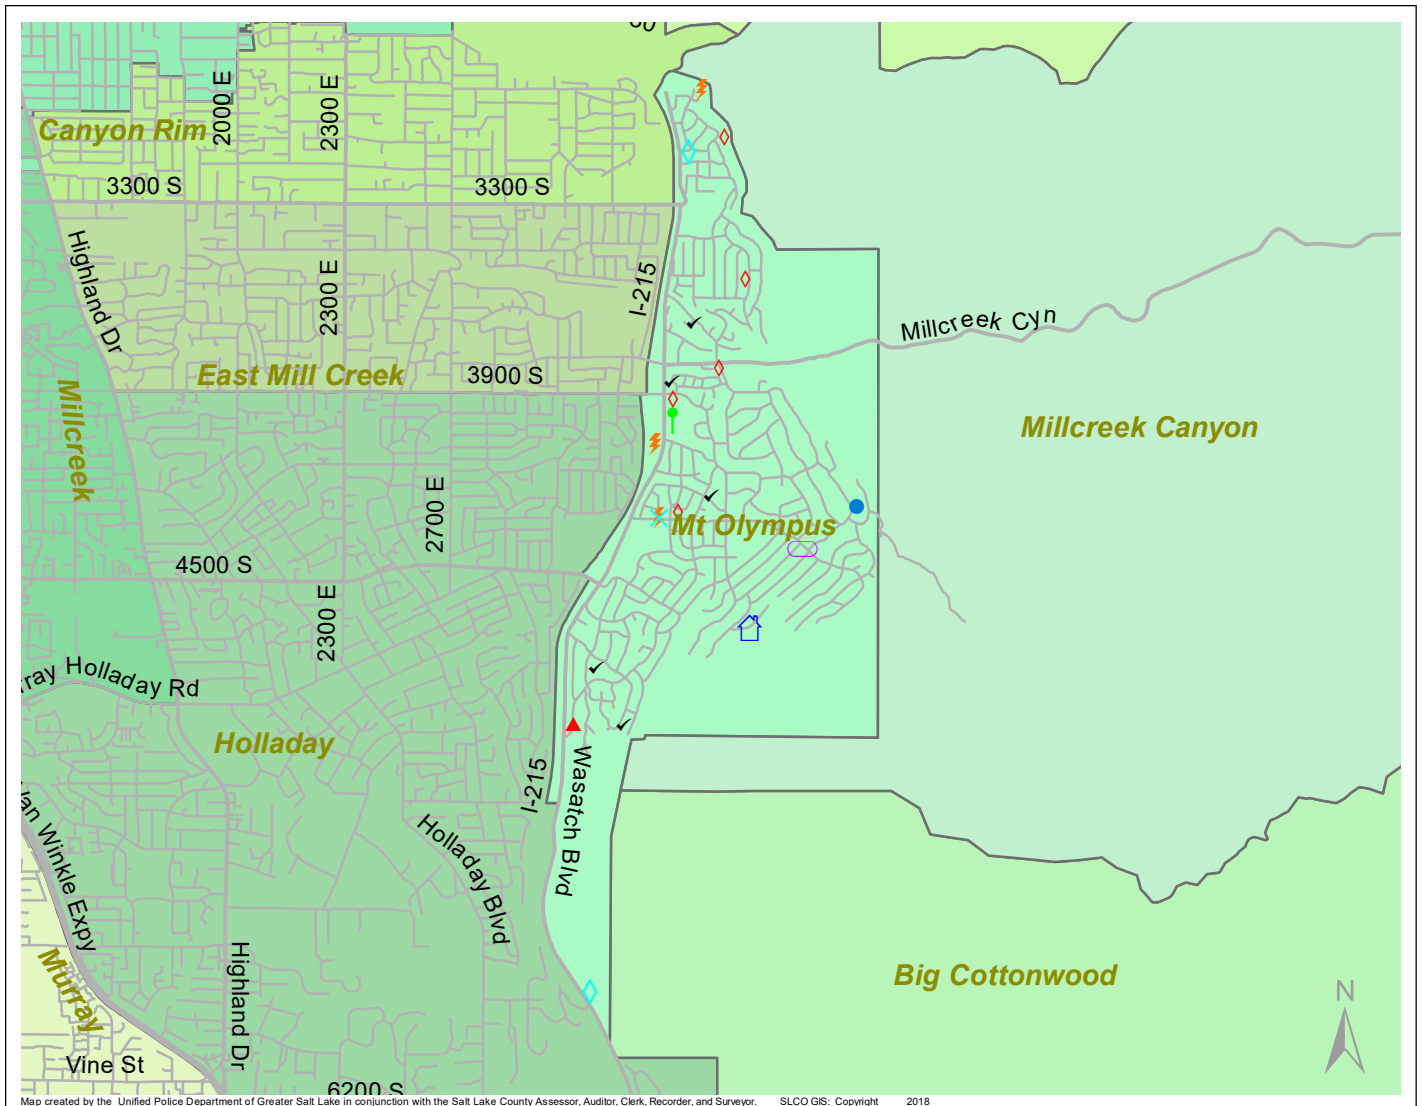 2000 E
2300 E
Canyon Rim
3300 S
3300 S
Highland Dr
2300 E
I-215
Millcreek Cyn
East Mill Creek
3900 S
Millcreek
Millcreek Canyon
2700 E
Mt Olympus
4500 S
2300 E
ray Holladay Rd
Holladay
I-215
Wasatch Blvd
Van Winkle Expy
Holladay Blvd
Murray
Highland Dr
Big Cottonwood
N
Vine St
6200 S
Map created by the Unified Police Department of Greater Salt Lake in conjunction with the Salt Lake County Assessor, Auditor, Clerk, Recorder, and Surveyor. SLCO GIS: Copyright 2018